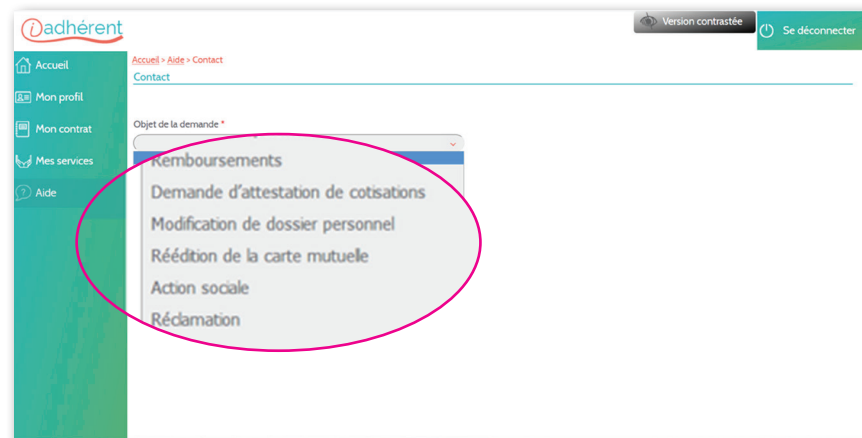 iadhérent
Version contrastée
Se déconnecter
Accueil
Mon profil
Mon contrat
Mes services
Aide
Accueil > Aide > Contact
Contact
Objet de la demande *
Remboursements
Demande d'attestation de cotisations
Modification de dossier personnel
Réédition de la carte mutuelle
Action sociale
Réclamation